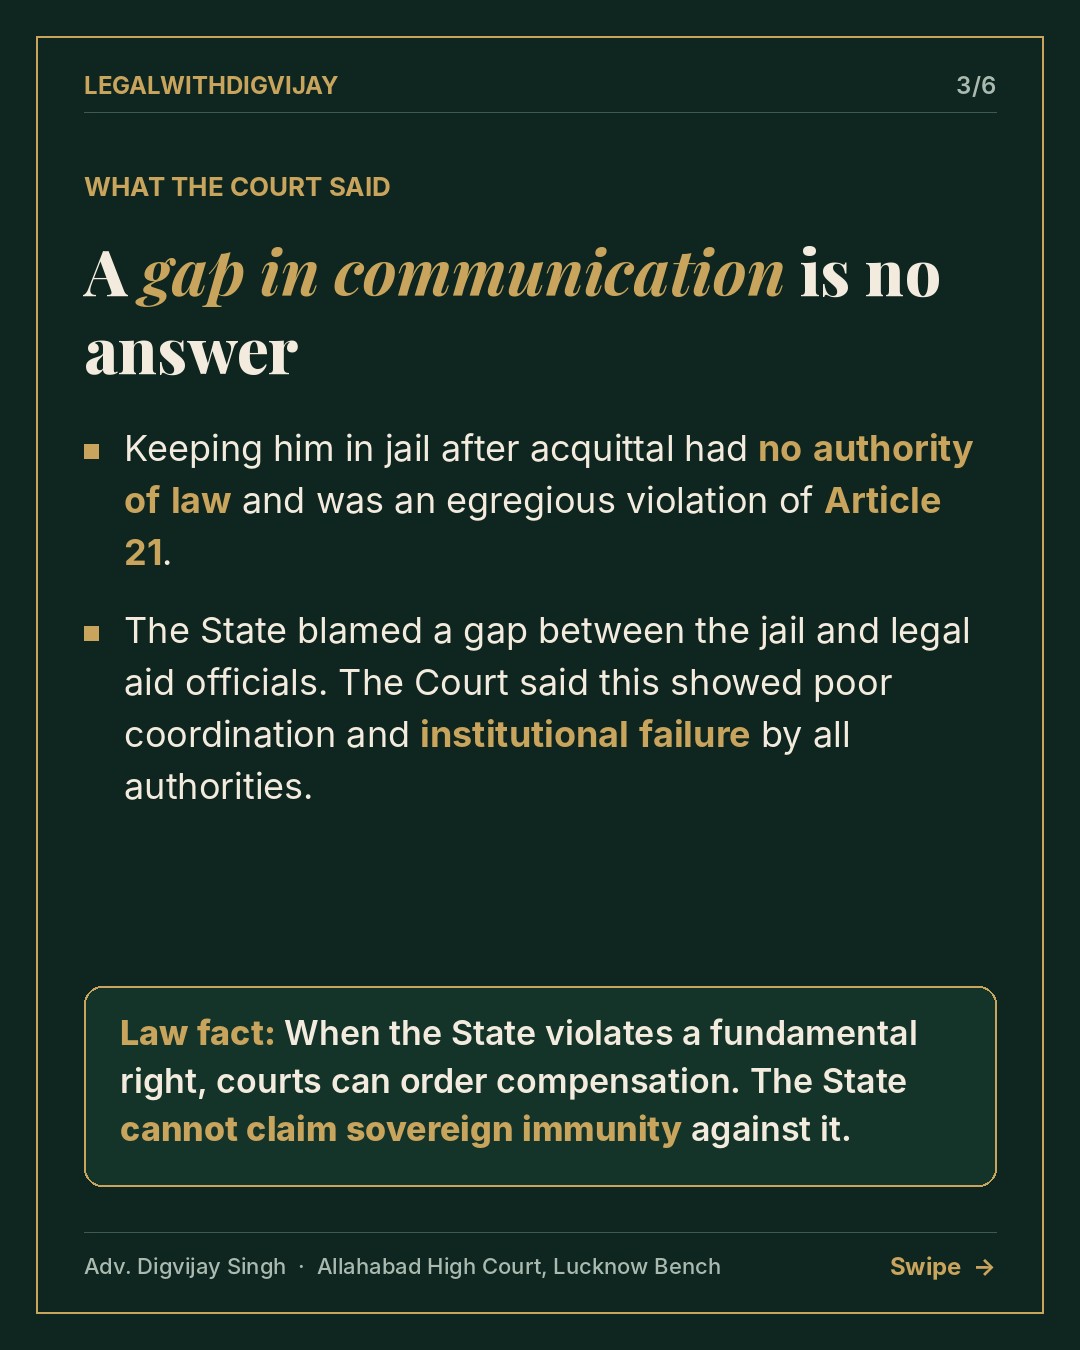 LEGALWITHDIGVIJAY 3/6
WHAT THE COURT SAID
A gap in communication is no
answer
Keeping him in jail after acquittal had no authority
of law and was an egregious violation of Article
21.
The State blamed a gap between the jail and legal
aid officials. The Court said this showed poor
coordination and institutional failure by all
authorities.
Law fact: When the State violates a fundamental
right, courts can order compensation. The State
cannot claim sovereign immunity against it.
Adv. Digvijay Singh · Allahabad High Court, Lucknow Bench Swipe →